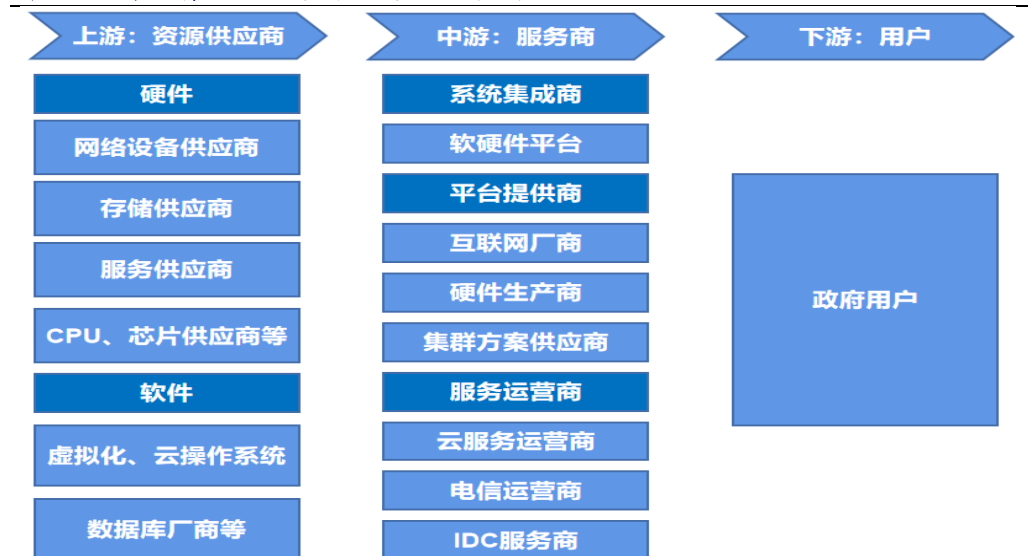 上游：资源供应商
硬件
网络设备供应商
存储供应商
服务供应商
CPU、芯片供应商等
软件
虚拟化、云操作系统
数据库厂商等
中游：服务商
系统集成商
软硬件平台
平台提供商
互联网厂商
硬件生产商
集群方案供应商
服务运营商
云服务运营商
电信运营商
IDC服务商
下游：用户
政府用户